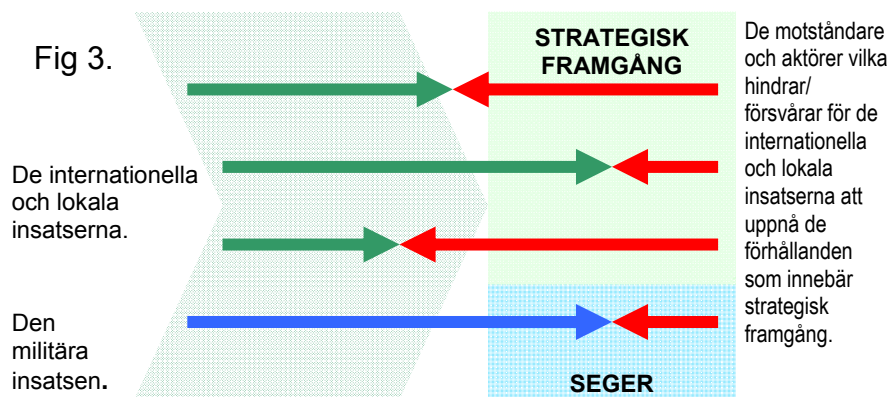 Fig 3.
STRATEGISK
FRAMGÅNG
De motståndare
och aktörer vilka
hindrar/
försvårar för de
internationella
och lokala
insatserna att
uppnå de
förhållanden
som innebär
strategisk
framgång.
De internationella
och lokala
insatserna.
Den
militära
insatsen.
SEGER